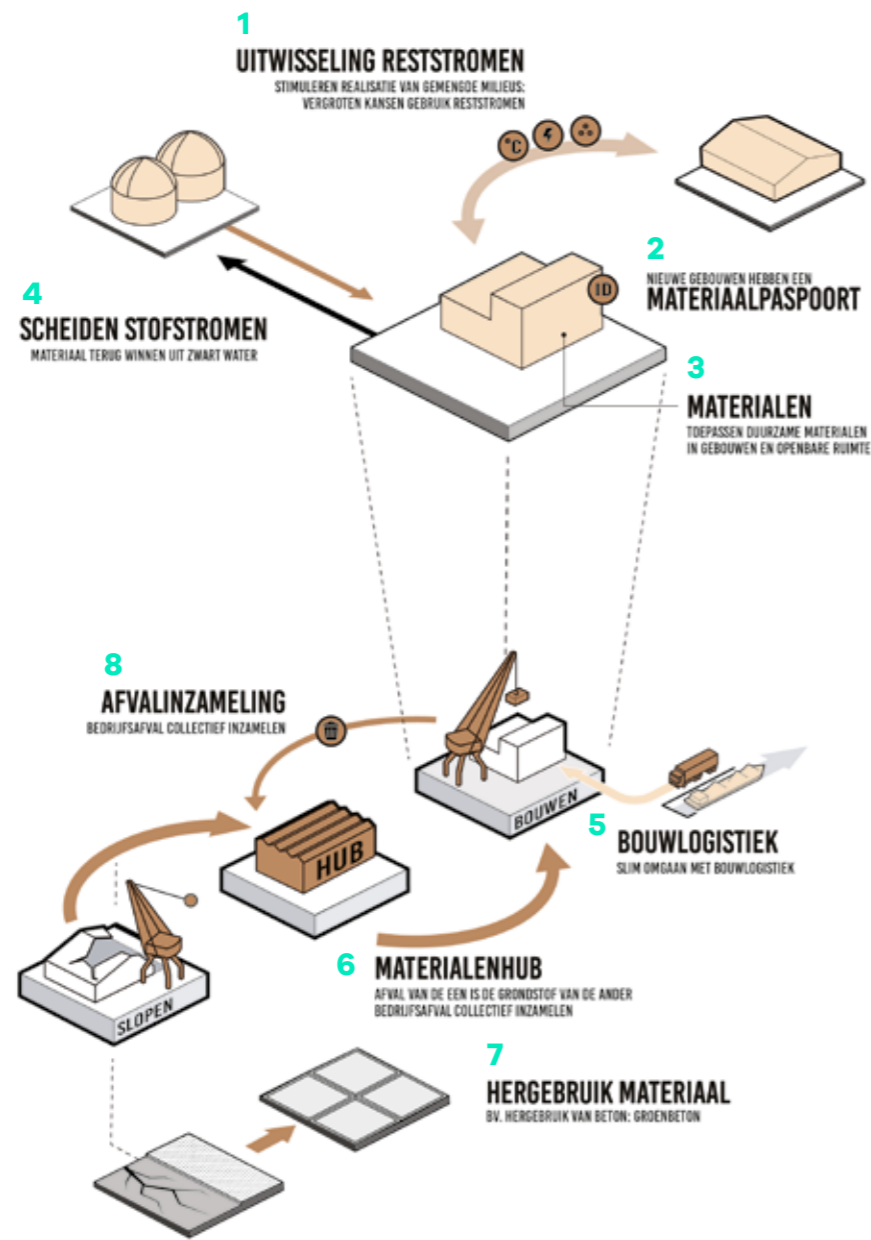 1
UITWISSELING RESTSTROMEN
STIMULEREN REALISATIE VAN GEMENGDE MILIEUS:
VERGROTEN KANSEN GEBRUIK RESTSTROMEN
°C
2
NIEUWE GEBOUWEN HEBBEN EEN
MATERIAALPASPOORT
ID
4
SCHEIDEN STOFSTROMEN
MATERIAAL TERUG WINNEN UIT ZWART WATER
3
MATERIALEN
TOEPASSEN DUURZAME MATERIALEN
IN GEBOUWEN EN OPENBARE RUIMTE
8
AFVALINZAMELING
BEDRIJFSAFVAL COLLECTIEF INZAMELEN
BOUWEN
5
BOUWLOGISTIEK
SLIM OMGAAN MET BOUWLOGISTIEK
HUB
6
MATERIALENHUB
AFVAL VAN DE EEN IS DE GRONDSTOF VAN DE ANDER
BEDRIJFSAFVAL COLLECTIEF INZAMELEN
SLOPEN
7
HERGEBRUIK MATERIAAL
BV. HERGEBRUIK VAN BETON: GROENBETON